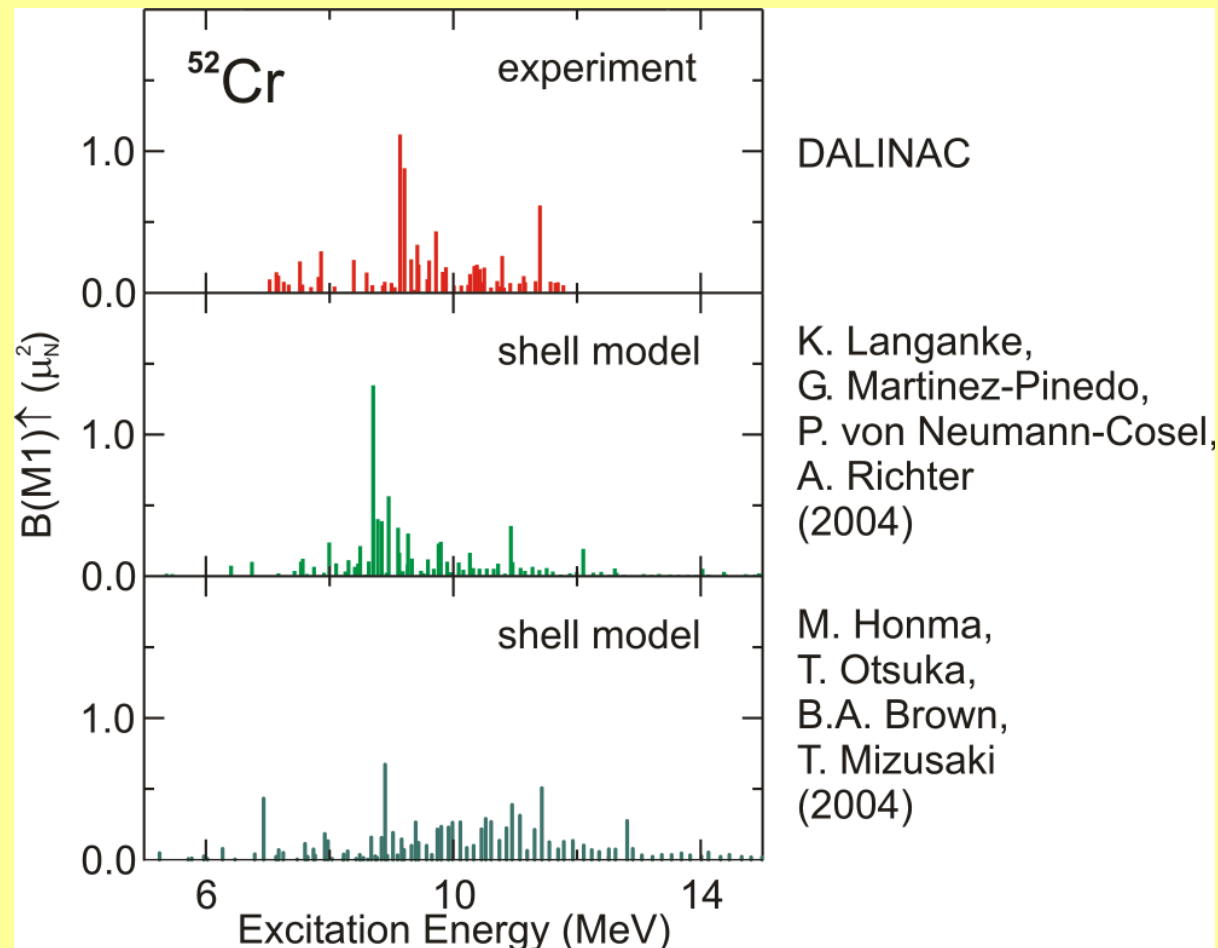 ⁵²Cr
experiment
1.0
0.0
DALINAC
shell model
1.0
0.0
K. Langanke,
G. Martinez-Pinedo,
P. von Neumann-Cosel,
A. Richter
(2004)
shell model
1.0
0.0
M. Honma,
T. Otsuka,
B.A. Brown,
T. Mizusaki
(2004)
B(M1)↑ (μ²N)
6 10 14
Excitation Energy (MeV)